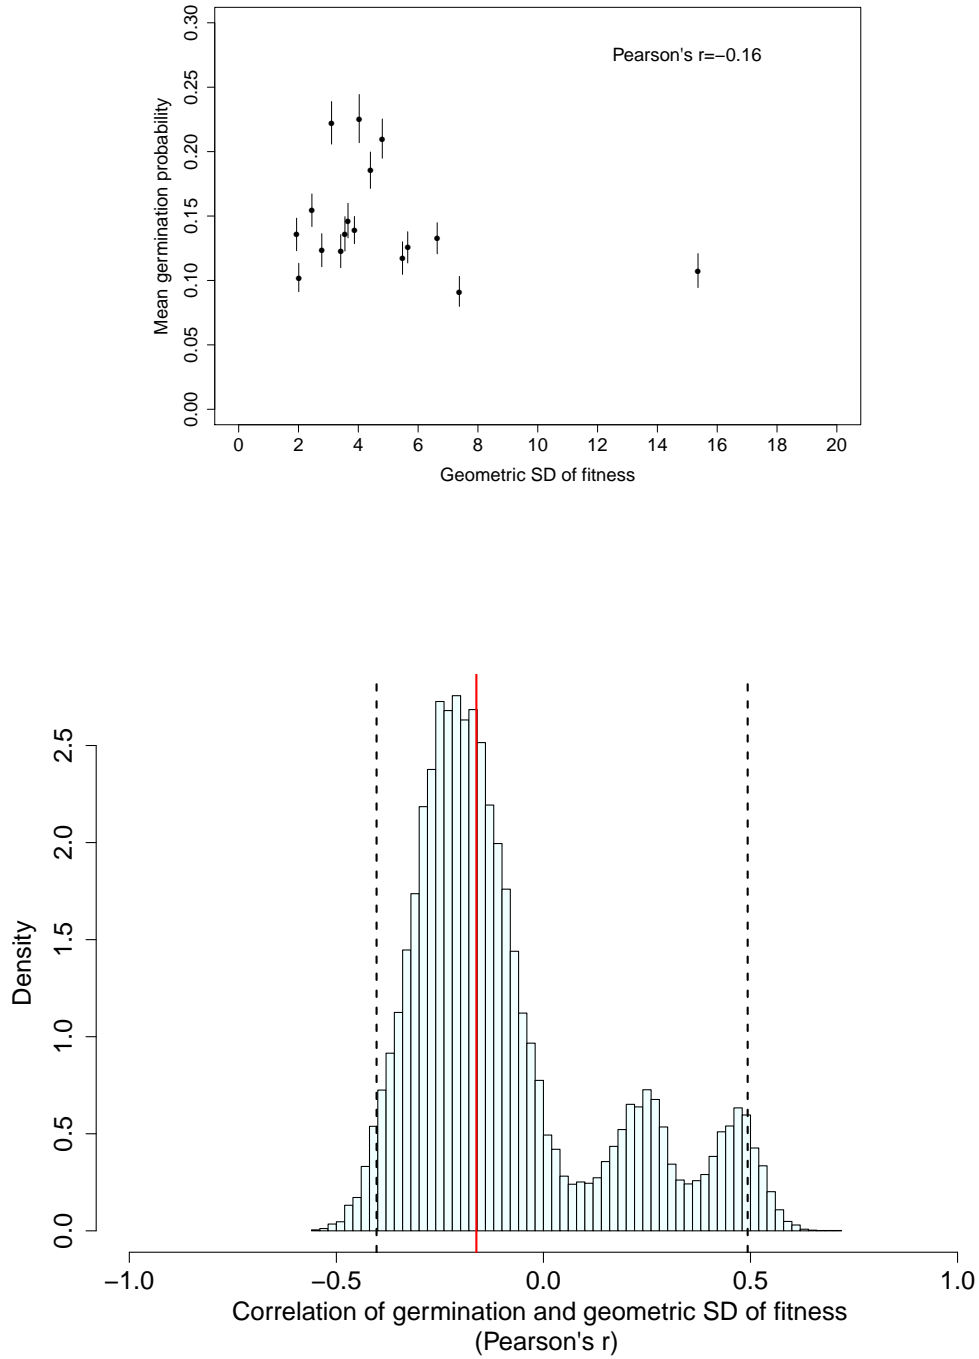 0.30
0.25
0.20
0.15
0.10
0.05
0.00
Mean germination probability
Pearson's r=−0.16
0 2 4 6 8 10 12 14 16 18 20
Geometric SD of fitness
2.5
2.0
1.5
1.0
0.5
0.0
Density
−1.0 −0.5 0.0 0.5 1.0
Correlation of germination and geometric SD of fitness
(Pearson's r)